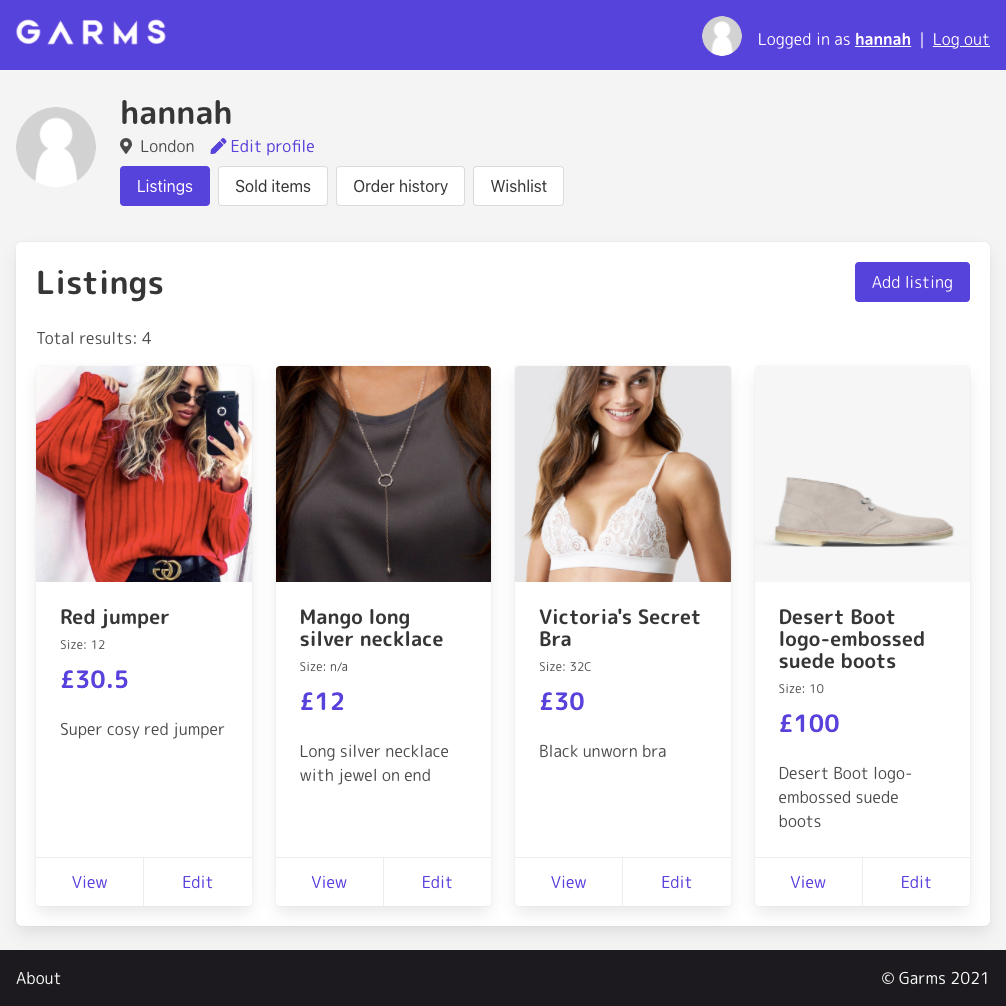 GARMS
Logged in as hannah | Log out
hannah
London Edit profile
Listings Sold items Order history Wishlist
Listings
Add listing
Total results: 4
Red jumper
Size: 12
£30.5
Super cosy red jumper
View Edit
Mango long
silver necklace
Size: n/a
£12
Long silver necklace
with jewel on end
View Edit
Victoria's Secret
Bra
Size: 32C
£30
Black unworn bra
View Edit
Desert Boot
logo-embossed
suede boots
Size: 10
£100
Desert Boot logo-
embossed suede
boots
View Edit
About
© Garms 2021